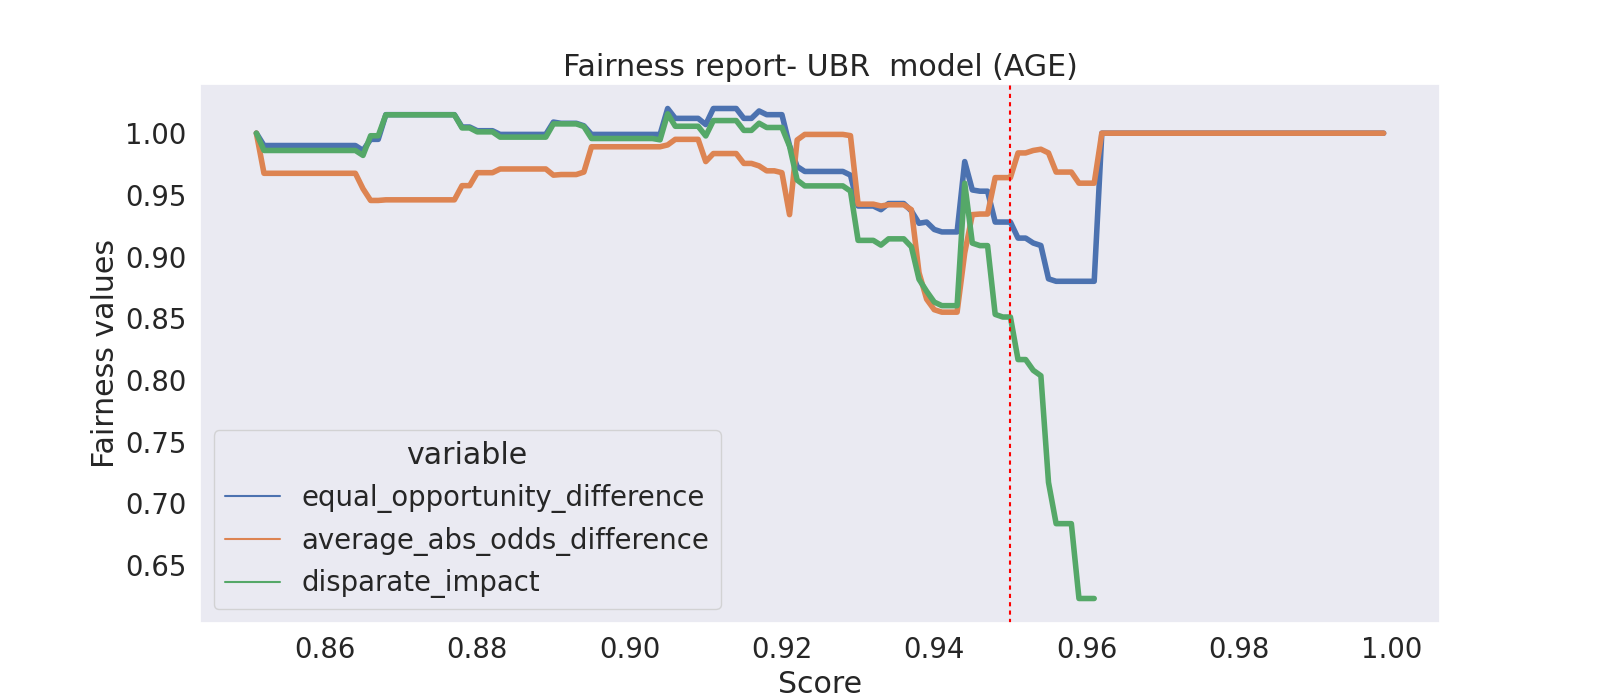 Fairness report- UBR  model (AGE)
Fairness values
1.00
0.95
0.90
0.85
0.80
0.75
0.70
0.65
variable
equal_opportunity_difference
average_abs_odds_difference
disparate_impact
0.86 0.88 0.90 0.92 0.94 0.96 0.98 1.00
Score